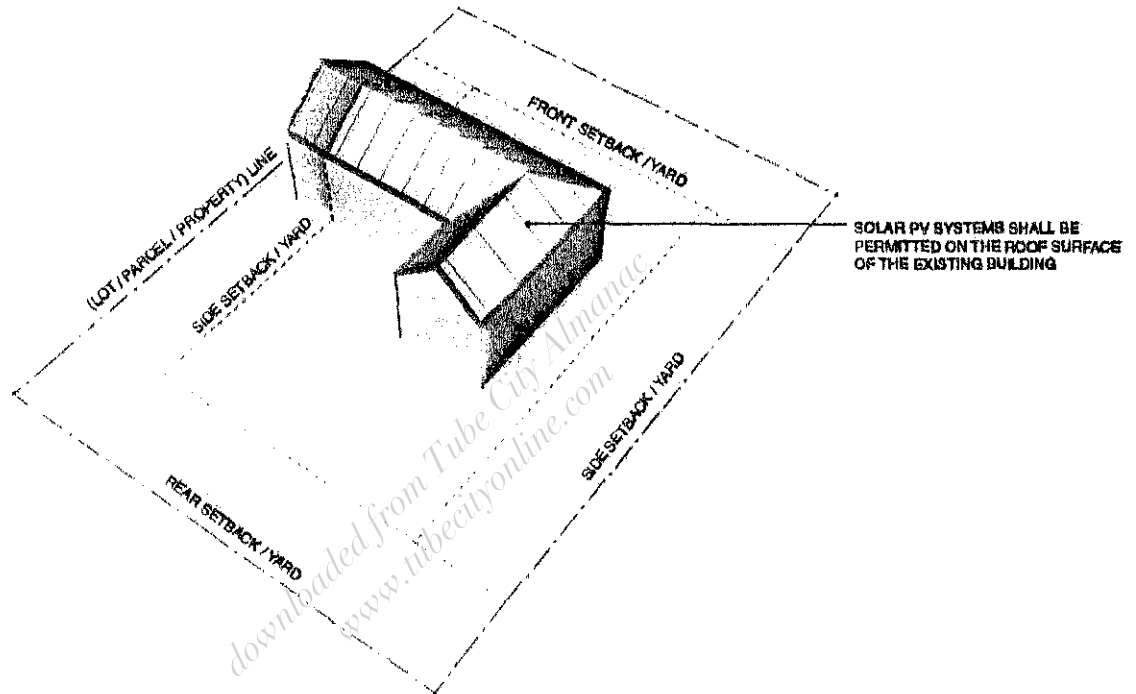 FRONT SETBACK / YARD
(LOT / PARCEL / PROPERTY) LINE
SIDE SETBACK / YARD
SOLAR PV SYSTEMS SHALL BE
PERMITTED ON THE ROOF SURFACE
OF THE EXISTING BUILDING
SIDE SETBACK / YARD
REAR SETBACK / YARD
downloaded from Tube City Almanac
www.tubecityonline.com